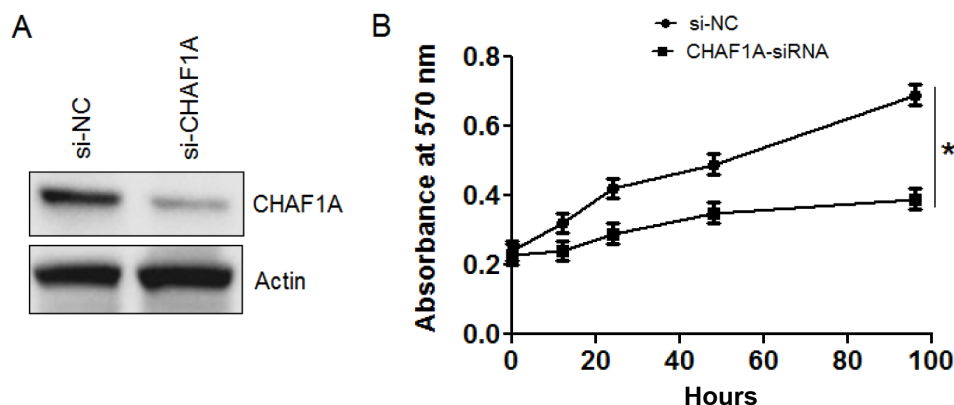 A
si-NC
si-CHAF1A
CHAF1A
Actin
B
si-NC
CHAF1A-siRNA
Absorbance at 570 nm
0.8
0.6
0.4
0.2
0.0
0 20 40 60 80 100
Hours
*